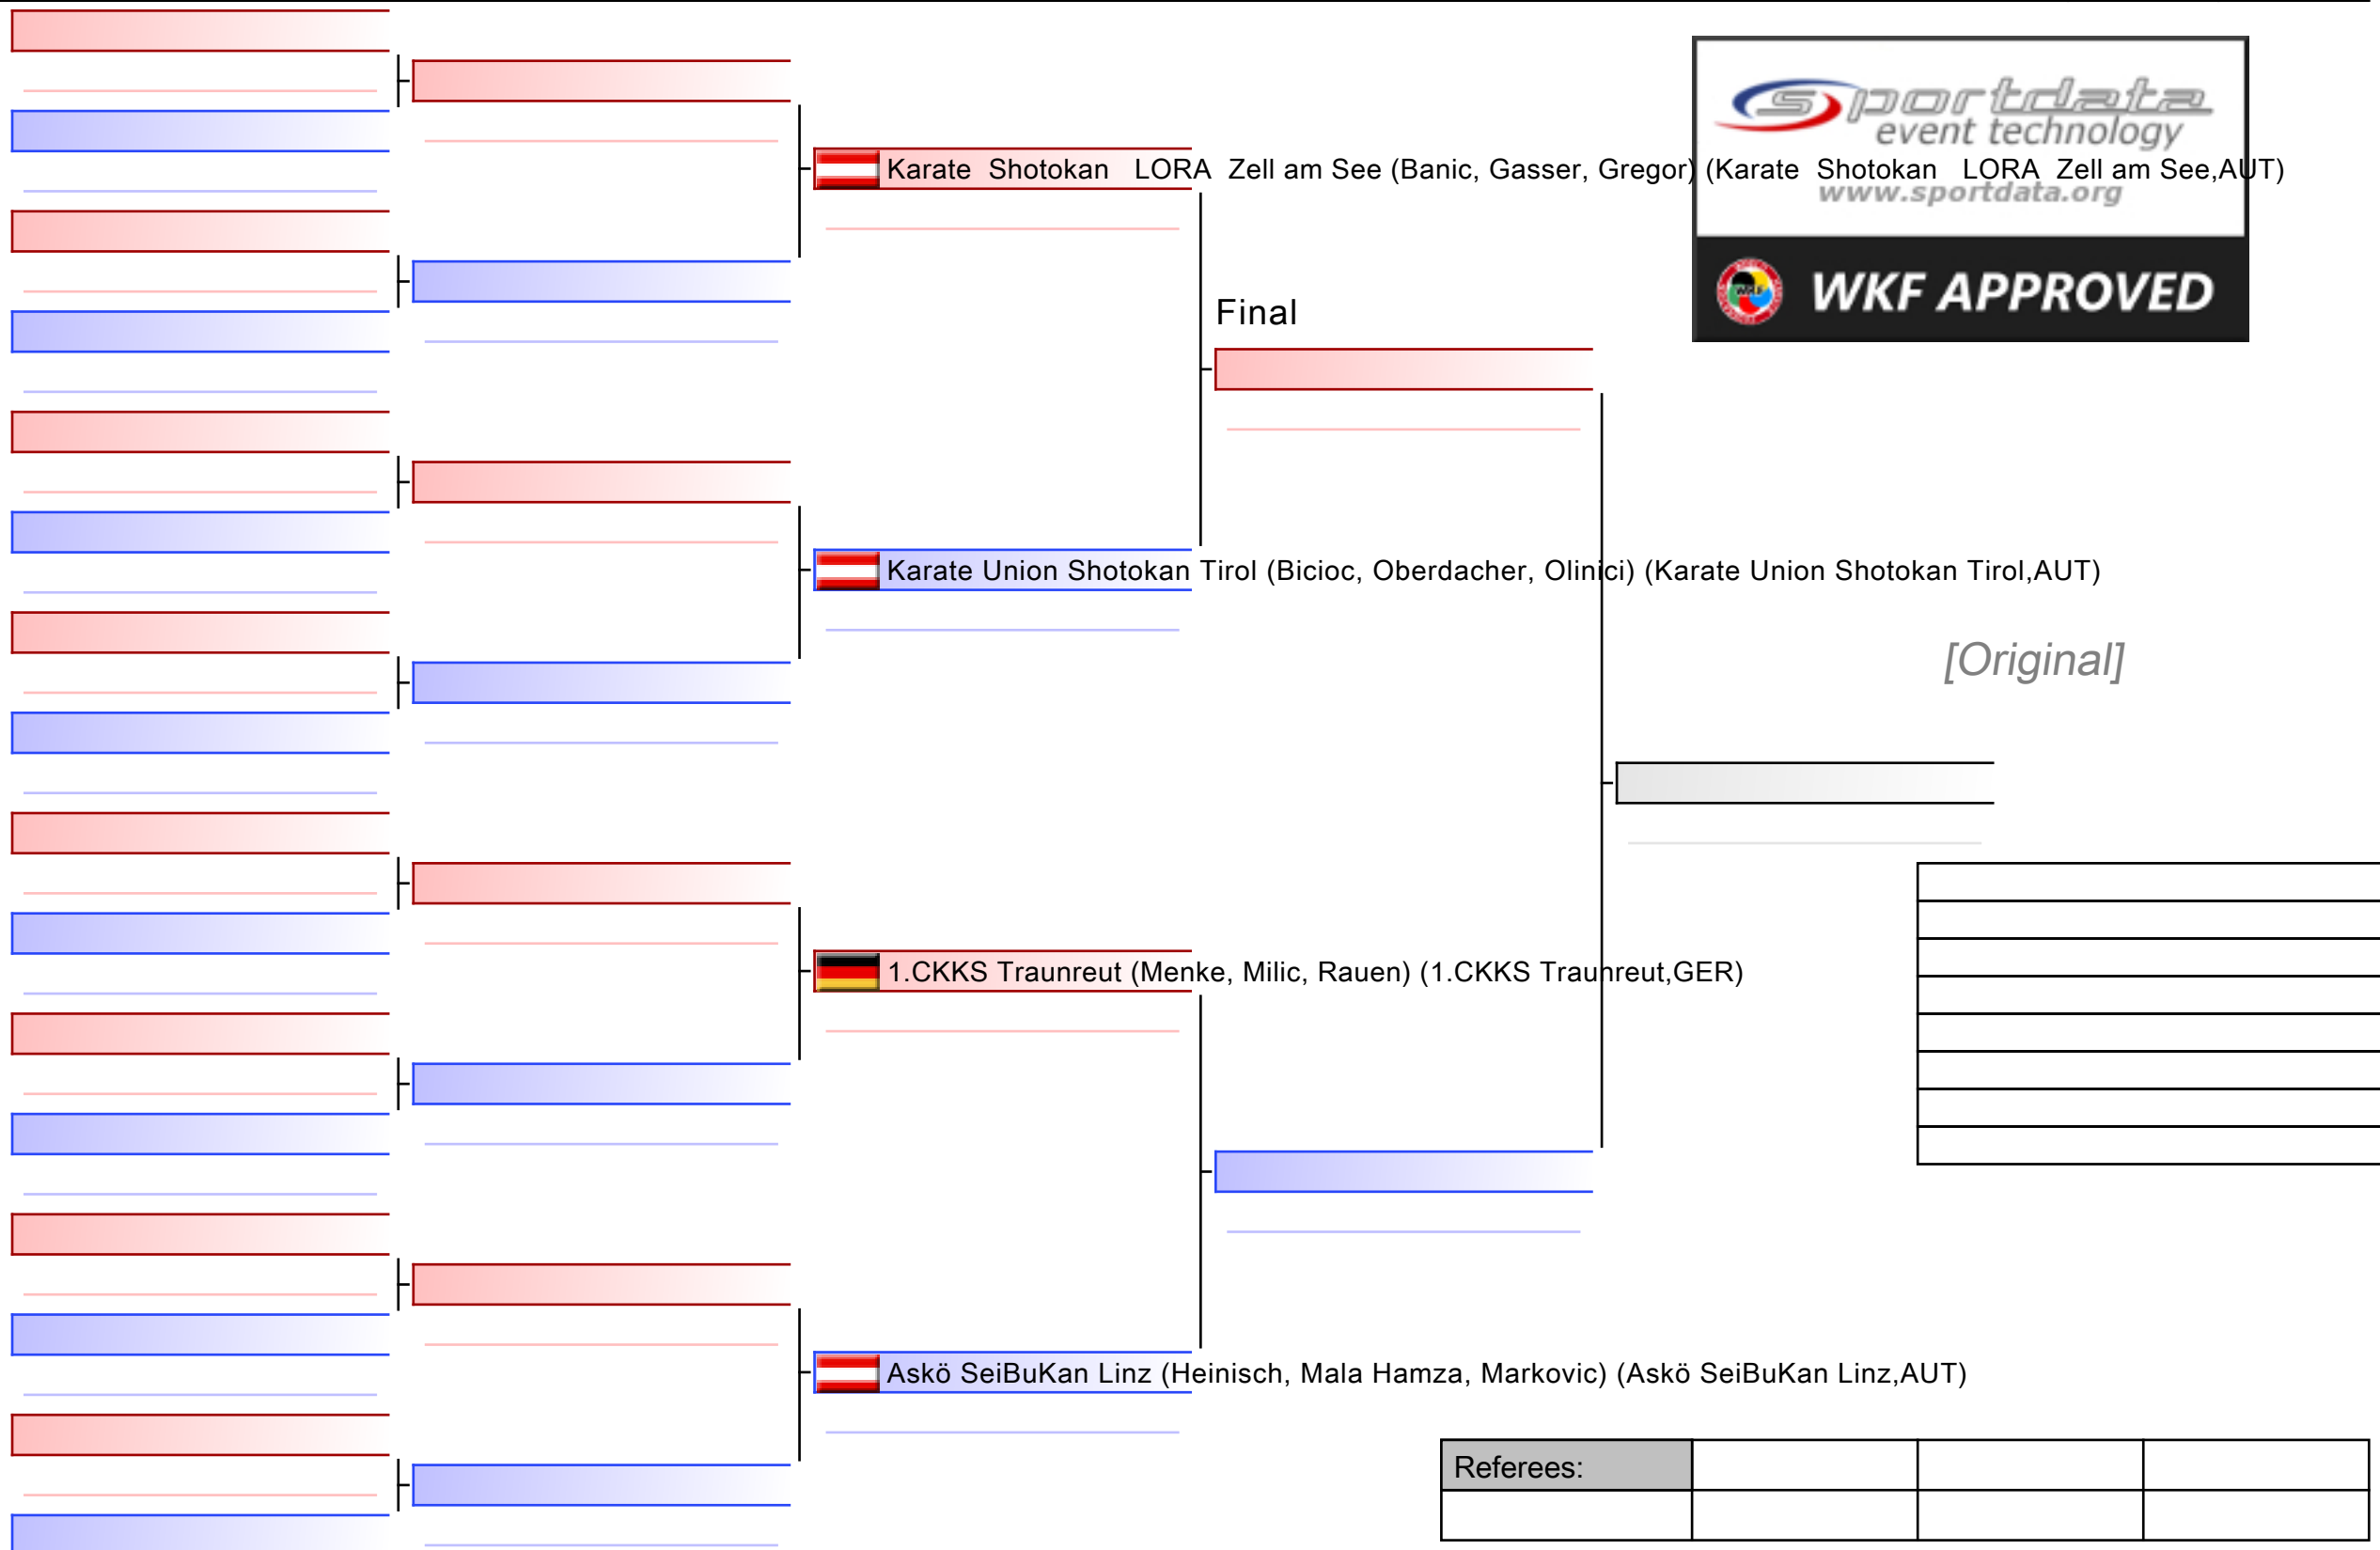 sportdata
event technology
Karate Shotokan LORA Zell am See (Banic, Gasser, Gregor) (Karate Shotokan LORA Zell am See,AUT)
www.sportdata.org
WKF APPROVED
Final
Karate Union Shotokan Tirol (Bicioc, Oberdacher, Olinici) (Karate Union Shotokan Tirol,AUT)
[Original]
1.CKKS Traunreut (Menke, Milic, Rauen) (1.CKKS Traunreut,GER)
Askö SeiBuKan Linz (Heinisch, Mala Hamza, Markovic) (Askö SeiBuKan Linz,AUT)
Referees: